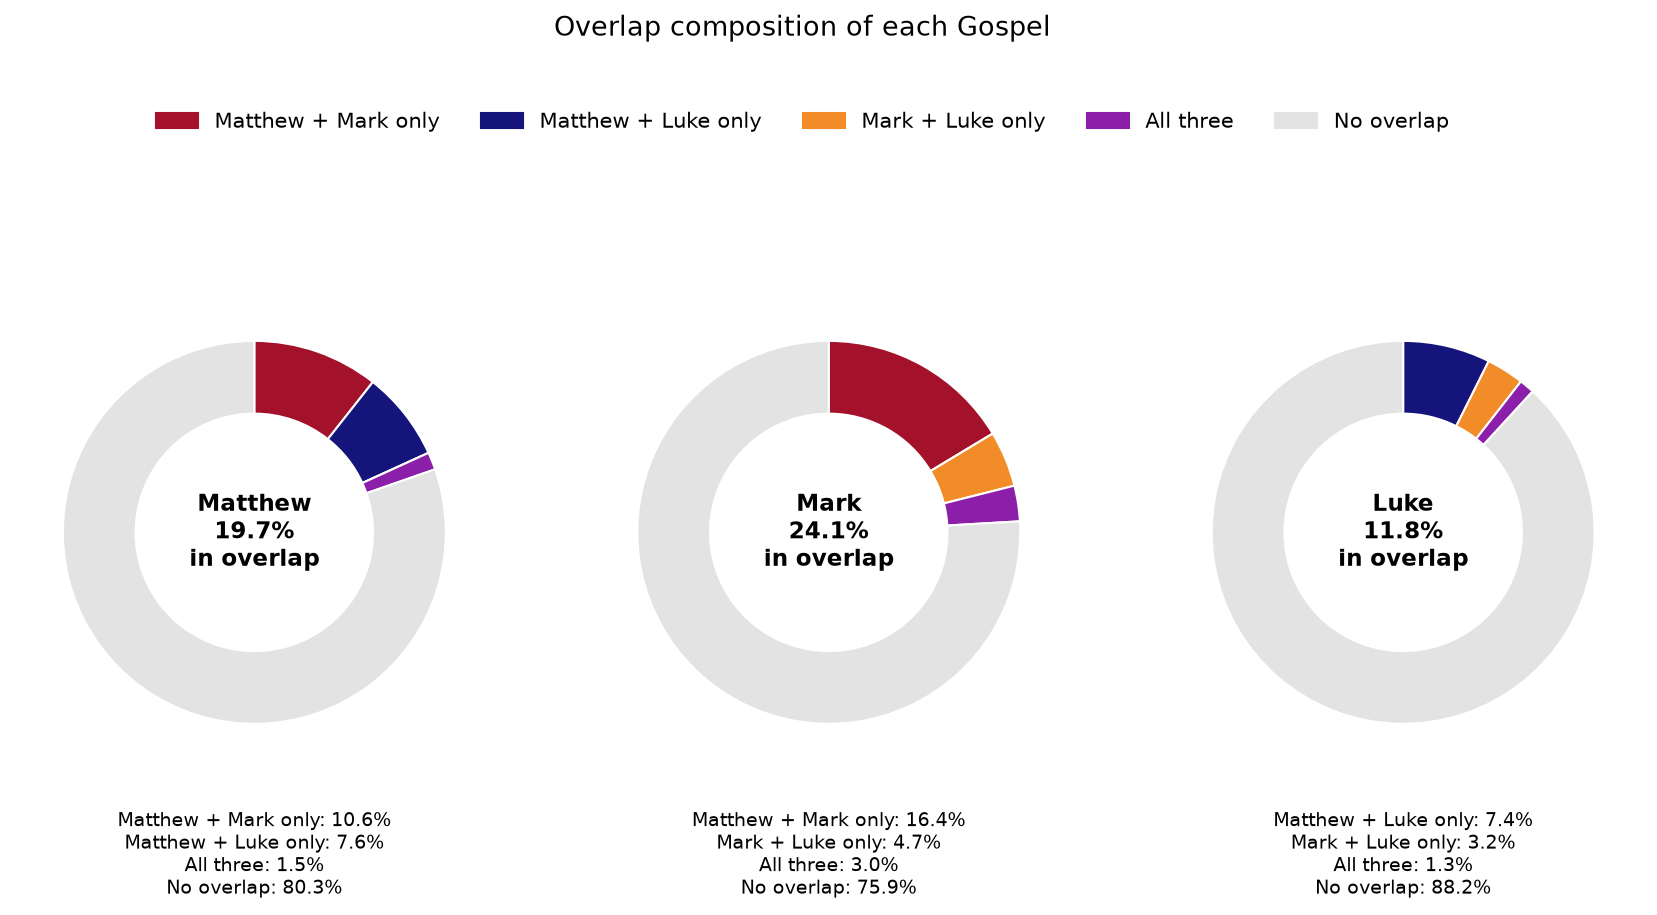 Overlap composition of each Gospel
Matthew + Mark only
Matthew + Luke only
Mark + Luke only
All three
No overlap
Matthew
19.7%
in overlap
Matthew + Mark only: 10.6%
Matthew + Luke only: 7.6%
All three: 1.5%
No overlap: 80.3%
Mark
24.1%
in overlap
Matthew + Mark only: 16.4%
Mark + Luke only: 4.7%
All three: 3.0%
No overlap: 75.9%
Luke
11.8%
in overlap
Matthew + Luke only: 7.4%
Mark + Luke only: 3.2%
All three: 1.3%
No overlap: 88.2%